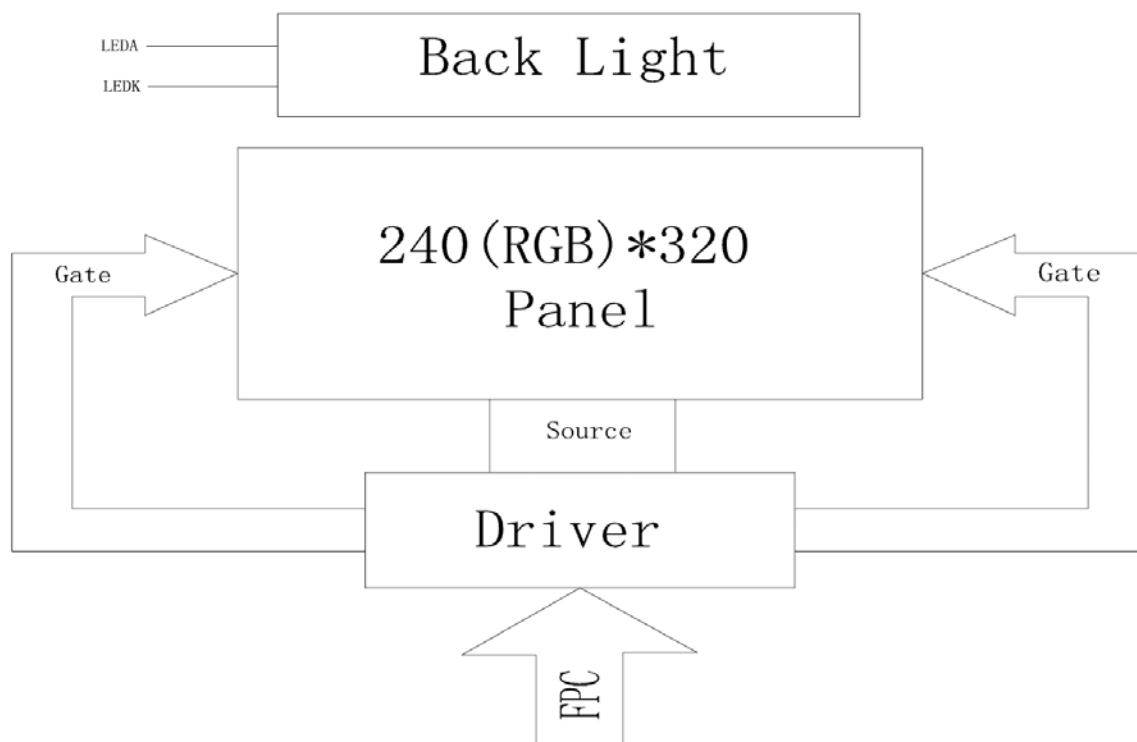 LEDA
Back Light
LEDK
240(RGB)*320
Panel
Gate
Gate
Source
Driver
FPC